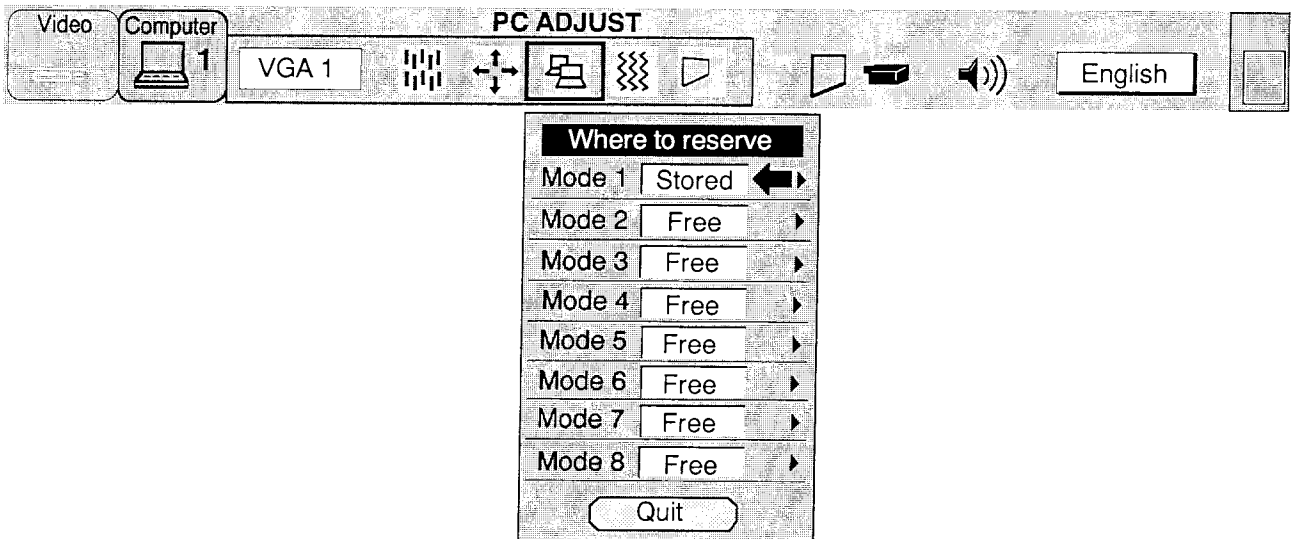 PC ADJUST
Video
Computer
1
VGA 1
English
Where to reserve
Mode 1 Stored
Mode 2 Free
Mode 3 Free
Mode 4 Free
Mode 5 Free
Mode 6 Free
Mode 7 Free
Mode 8 Free
Quit